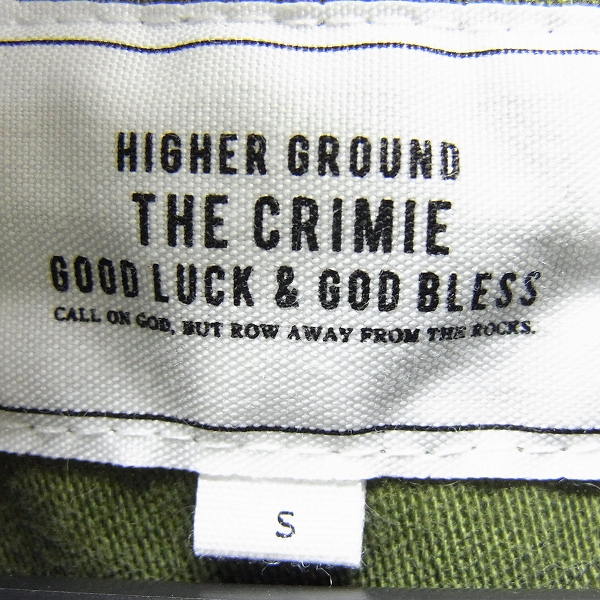 HIGHER GROUND
THE CRIMIE
GOOD LUCK & GOD BLESS
CALL ON GOD, BUT ROW AWAY FROM THE ROCKS.
S